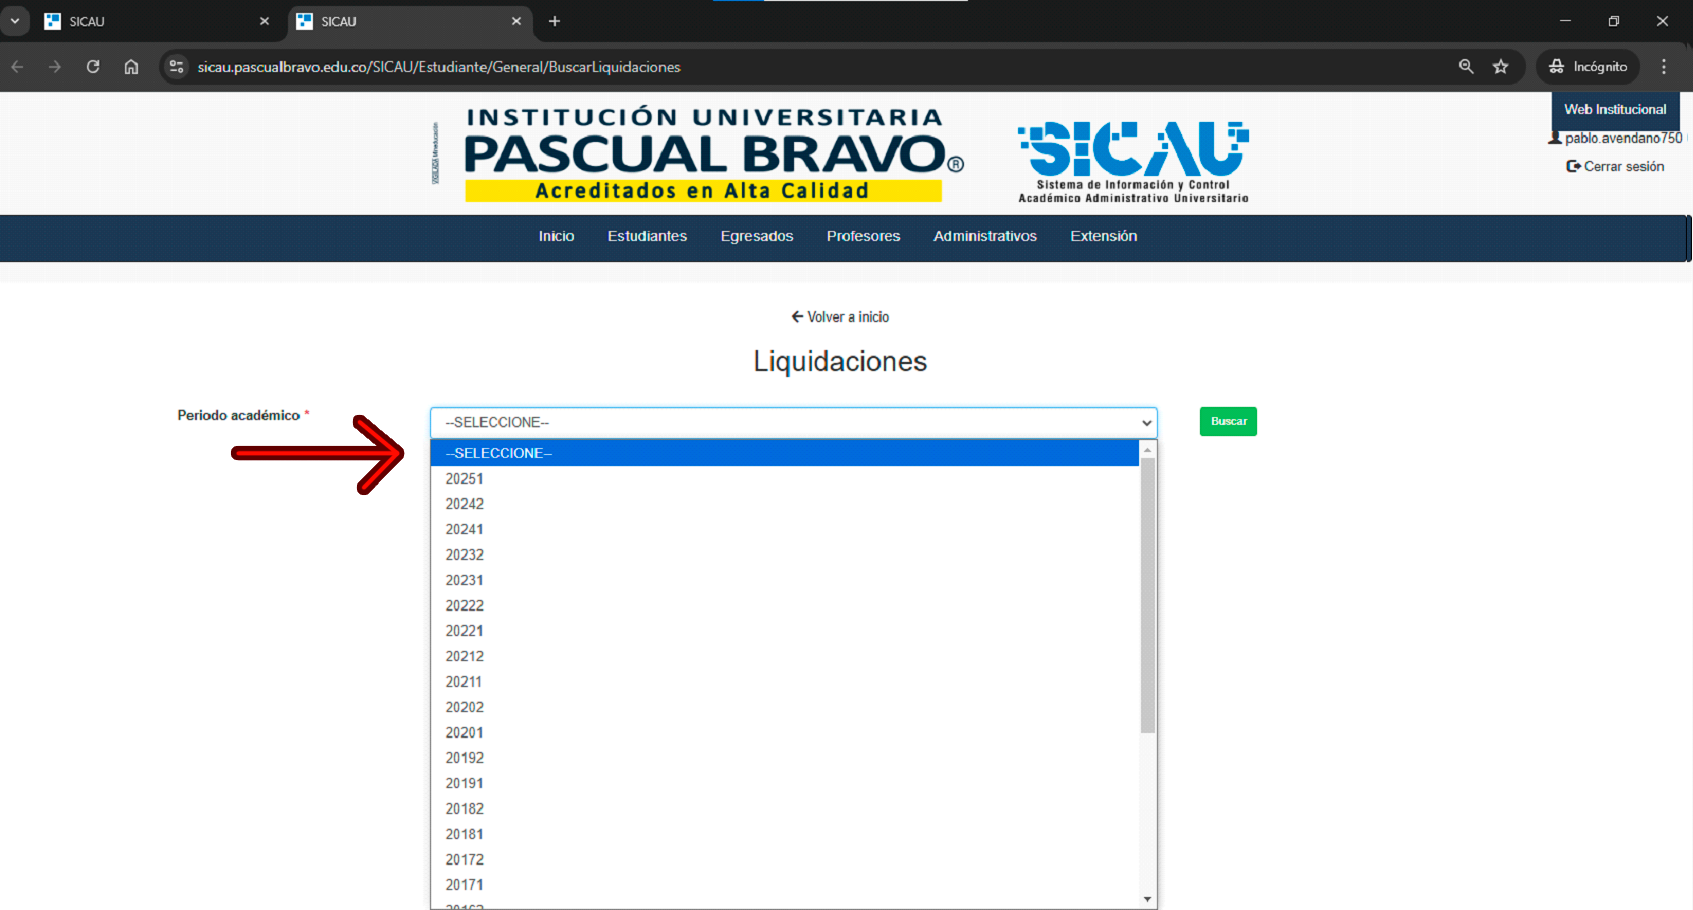 SICAU
SICAU
sicau.pascualbravo.edu.co/SICAU/Estudiante/General/BuscarLiquidaciones
Incógnito
INSTITUCIÓN UNIVERSITARIA
PASCUAL BRAVO®
Acreditados en Alta Calidad
SICAU
Sistema de Información y Control
Académico Administrativo Universitario
Web Institucional
pablo.avendano750
Cerrar sesión
Inicio Estudiantes Egresados Profesores Administrativos Extensión
Volver a inicio
Liquidaciones
Periodo académico *
--SELECCIONE--
Buscar
--SELECCIONE--
20251
20242
20241
20232
20231
20222
20221
20212
20211
20202
20201
20192
20191
20182
20181
20172
20171